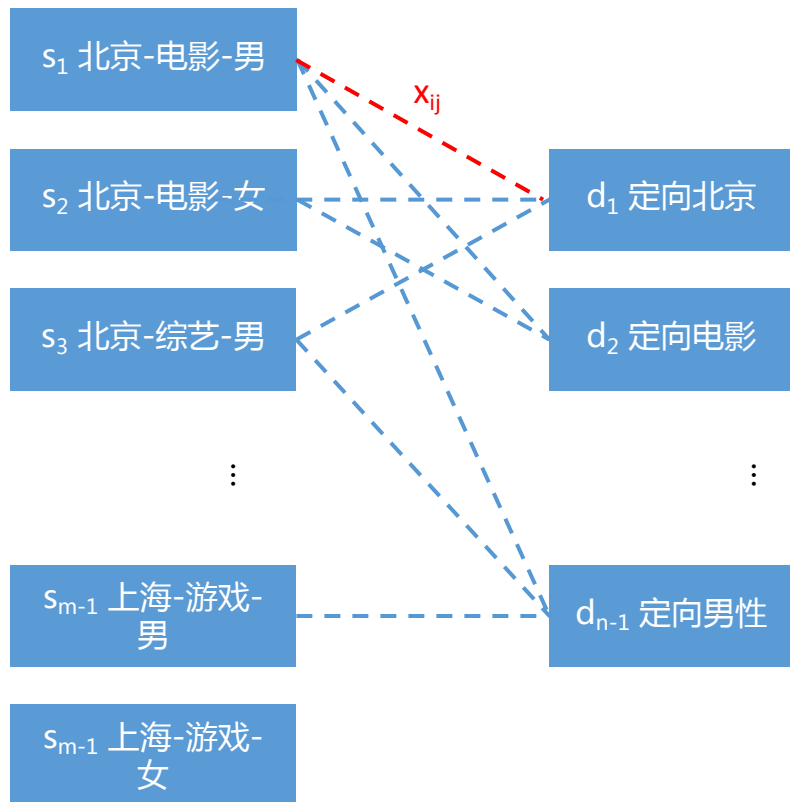 s1 北京-电影-男
xij
s2 北京-电影-女
d1 定向北京
s3 北京-综艺-男
d2 定向电影
⋮
⋮
sm-1 上海-游戏-
男
dn-1 定向男性
sm-1 上海-游戏-
女